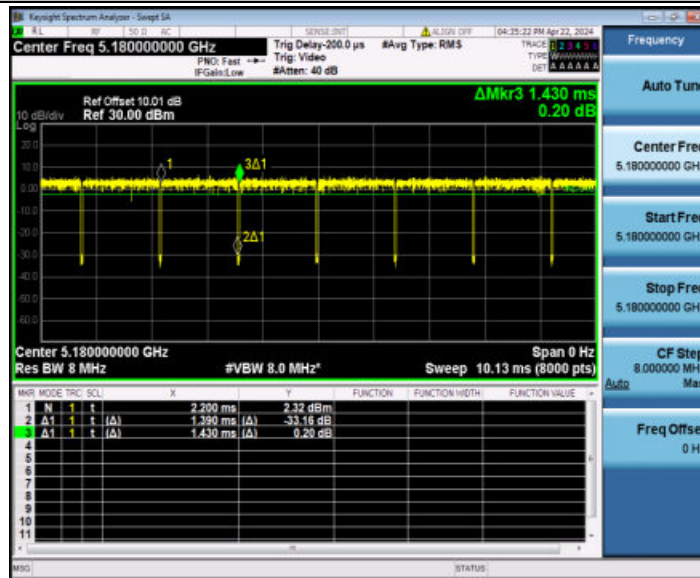 Keysight Spectrum Analyzer - Swept SA
RL RF 50 Ω AC SENSE:INT ALIGN OFF 04:35:22 PM Apr 22, 2024
Center Freq 5.180000000 GHz
Trig Delay-200.0 µs #Avg Type: RMS
PNO: Fast Trig: Video
IFGain:Low #Atten: 40 dB
TRACE 1 2 3 4 5 6
TYPE
DET A A A A A A
Frequency
Auto Tune
Center Freq
5.180000000 GH
Start Freq
5.180000000 GH
Stop Freq
5.180000000 GH
CF Step
8.000000 MH
Auto Ma
Freq Offse
0 H
ΔMkr3 1.430 ms
0.20 dB
Ref Offset 10.01 dB
10 dB/div Ref 30.00 dBm
Log
20.0
10.0
0.00
-10.0
-20.0
-30.0
-40.0
-50.0
-60.0
1
3Δ1
2Δ1
Center 5.180000000 GHz Span 0 Hz
Res BW 8 MHz #VBW 8.0 MHz* Sweep 10.13 ms (8000 pts)
MKR MODE TRC SCL X Y FUNCTION FUNCTION WIDTH FUNCTION VALUE
1 N 1 t 2.200 ms 2.32 dBm
2 Δ1 1 t (Δ) 1.390 ms (Δ) -33.16 dB
3 Δ1 1 t (Δ) 1.430 ms (Δ) 0.20 dB
4
5
6
7
8
9
10
11
MSG STATUS